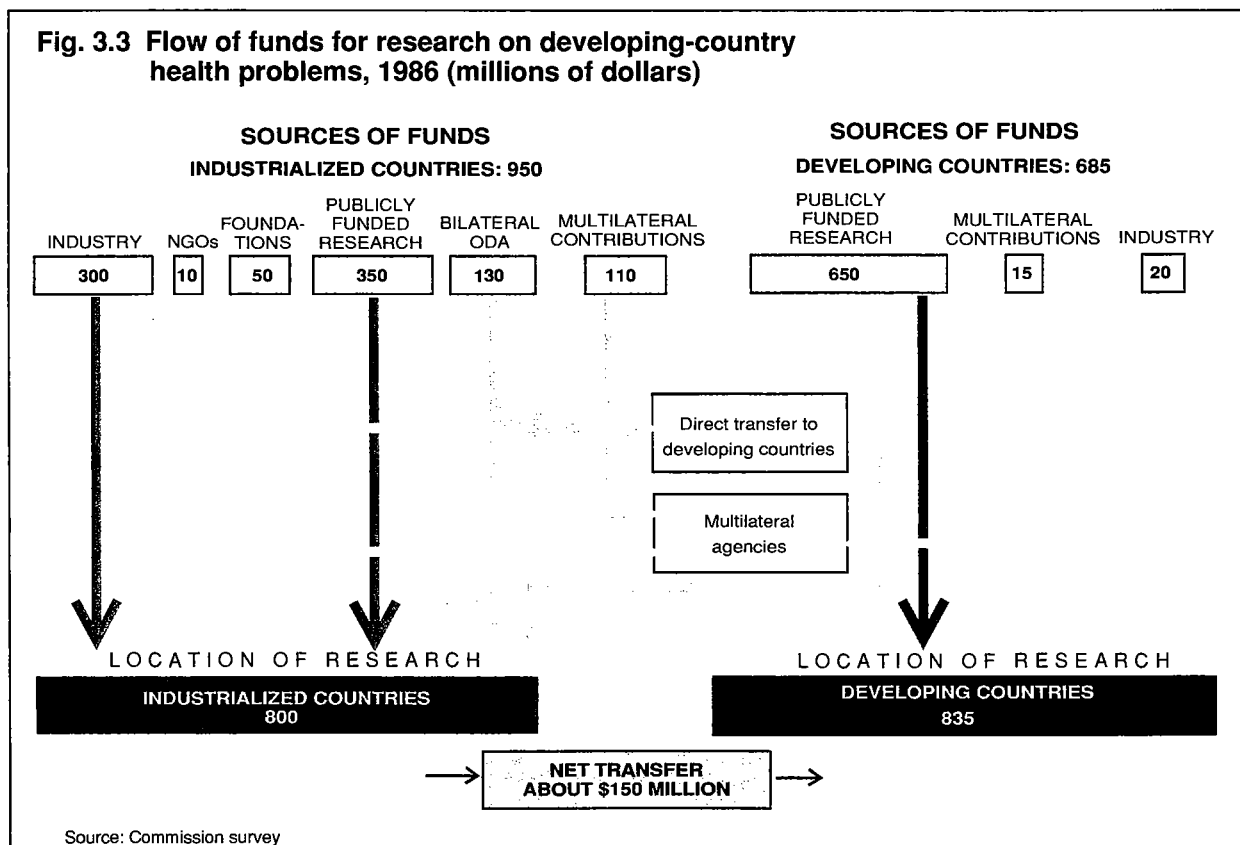 Fig. 3.3 Flow of funds for research on developing-country
health problems, 1986 (millions of dollars)
SOURCES OF FUNDS
INDUSTRIALIZED COUNTRIES: 950
INDUSTRY
NGOs
FOUNDA-
TIONS
PUBLICLY
FUNDED
RESEARCH
BILATERAL
ODA
MULTILATERAL
CONTRIBUTIONS
300
10
50
350
130
110
SOURCES OF FUNDS
DEVELOPING COUNTRIES: 685
PUBLICLY
FUNDED
RESEARCH
MULTILATERAL
CONTRIBUTIONS
INDUSTRY
650
15
20
Direct transfer to
developing countries
Multilateral
agencies
LOCATION OF RESEARCH
INDUSTRIALIZED COUNTRIES
800
LOCATION OF RESEARCH
DEVELOPING COUNTRIES
835
NET TRANSFER
ABOUT $150 MILLION
Source: Commission survey